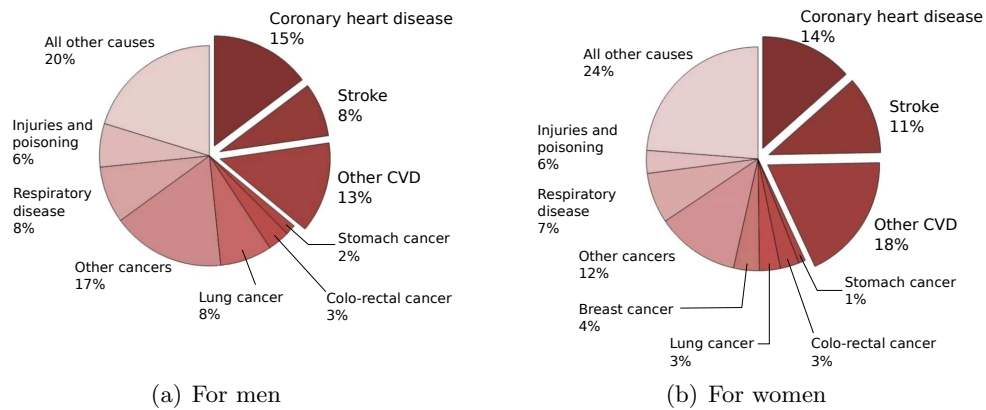 Coronary heart disease
15%
All other causes
20%
Stroke
8%
Injuries and
poisoning
6%
Other CVD
13%
Respiratory
disease
8%
Stomach cancer
2%
Other cancers
17%
Lung cancer
8%
Colo-rectal cancer
3%
(a) For men
Coronary heart disease
14%
All other causes
24%
Stroke
11%
Injuries and
poisoning
6%
Respiratory
disease
7%
Other CVD
18%
Other cancers
12%
Stomach cancer
1%
Breast cancer
4%
Lung cancer
3%
Colo-rectal cancer
3%
(b) For women